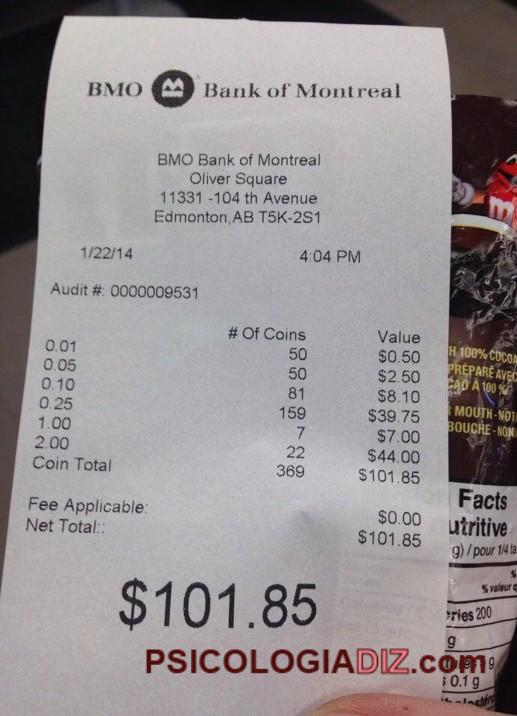 BMO Bank of Montreal
BMO Bank of Montreal
Oliver Square
11331 -104 th Avenue
Edmonton,AB T5K-2S1
1/22/14 4:04 PM
Audit #: 0000009531
# Of Coins Value
0.01 50 $0.50
0.05 50 $2.50
0.10 81 $8.10
0.25 159 $39.75
1.00 7 $7.00
2.00 22 $44.00
Coin Total 369 $101.85
Fee Applicable: $0.00
Net Total:: $101.85
$101.85
PSICOLOGIADIZ.com
m
H 100% COCOA
PRÉPARÉ AVEC
CAO À 100 %
MOUTH - NOT
BOUCHE - NON
Facts
utritive
g) / pour 1/4 ta
%
% valeur q
ries 200
g
0.1 g